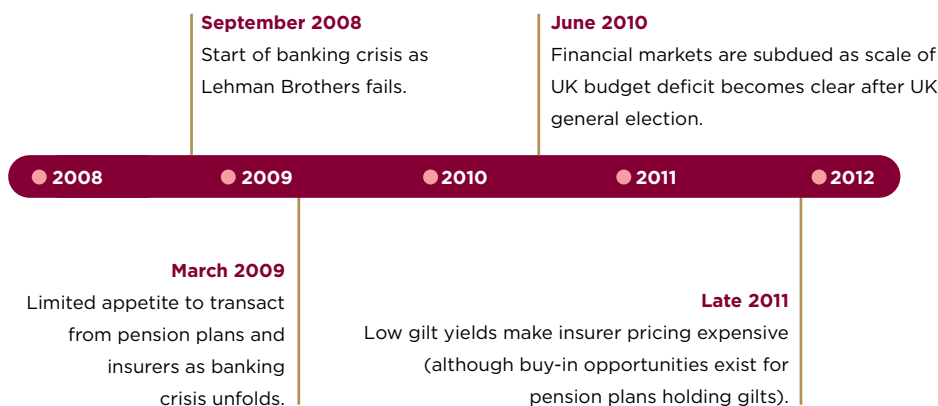 September 2008
Start of banking crisis as
Lehman Brothers fails.
June 2010
Financial markets are subdued as scale of
UK budget deficit becomes clear after UK
general election.
2008
2009
2010
2011
2012
March 2009
Limited appetite to transact
from pension plans and
insurers as banking
crisis unfolds.
Late 2011
Low gilt yields make insurer pricing expensive
(although buy-in opportunities exist for
pension plans holding gilts).